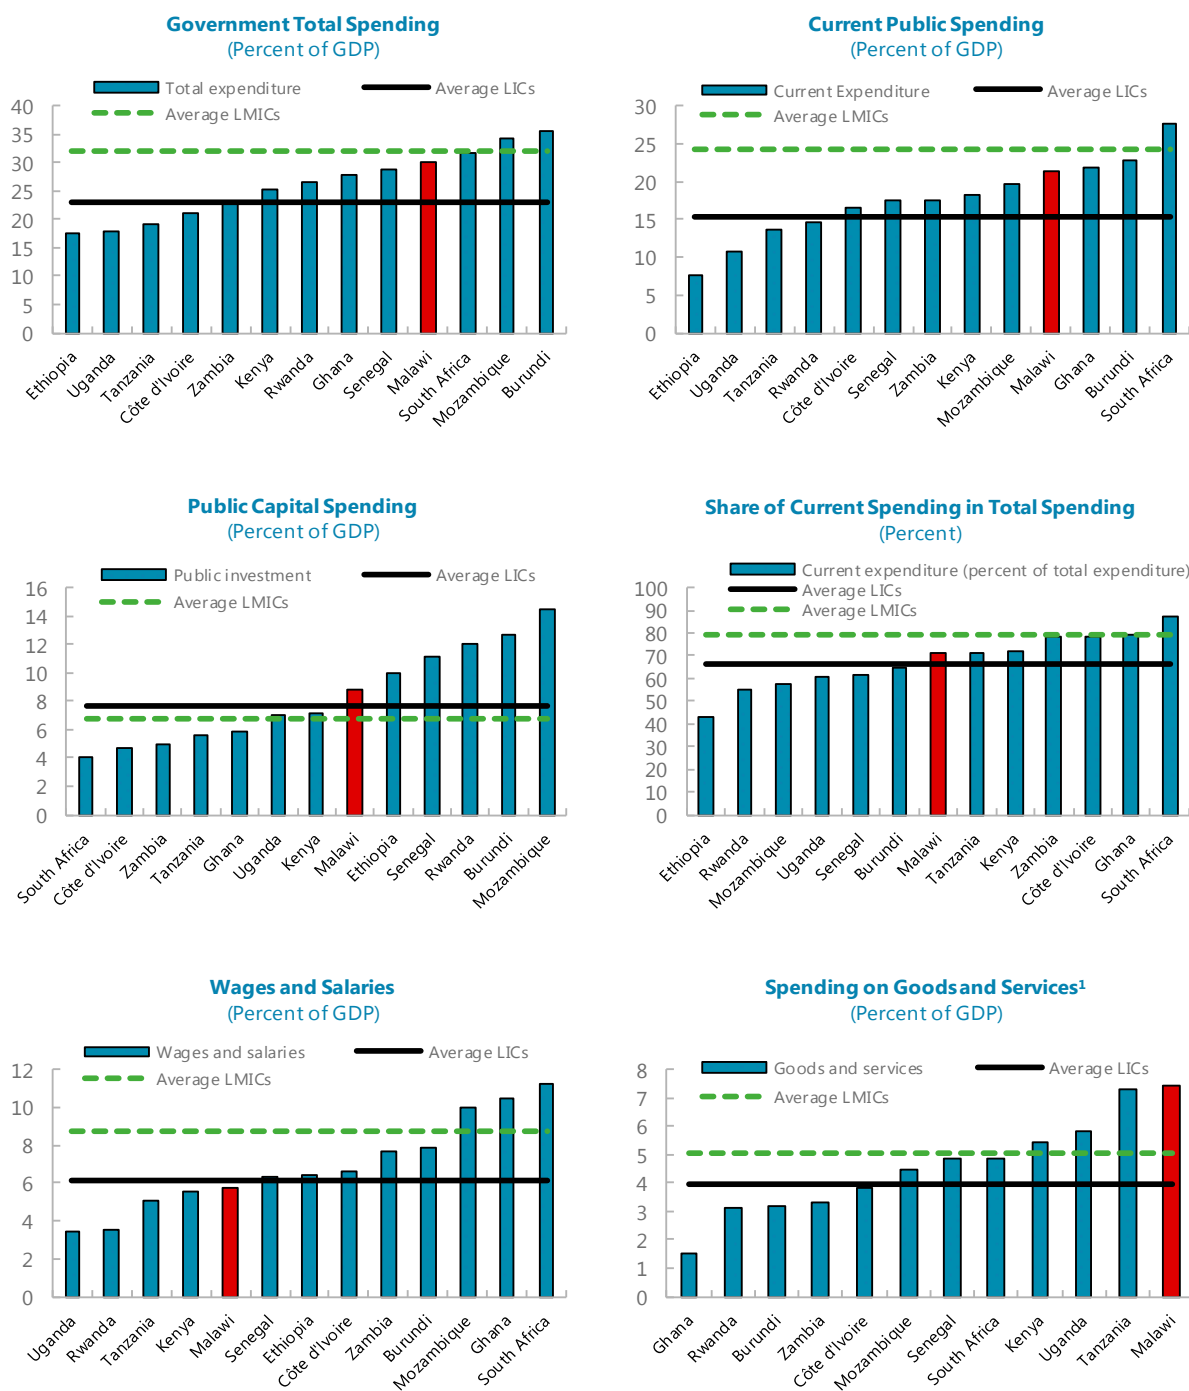 Government Total Spending
(Percent of GDP)
Total expenditure
Average LICs
Average LMICs
40
35
30
25
20
15
10
5
0
Ethiopia
Uganda
Tanzania
Côte d'Ivoire
Zambia
Kenya
Rwanda
Ghana
Senegal
Malawi
South Africa
Mozambique
Burundi
Current Public Spending
(Percent of GDP)
Current Expenditure
Average LICs
Average LMICs
30
25
20
15
10
5
0
Ethiopia
Uganda
Tanzania
Rwanda
Côte d'Ivoire
Senegal
Zambia
Kenya
Mozambique
Malawi
Ghana
Burundi
South Africa
Public Capital Spending
(Percent of GDP)
Public investment
Average LICs
Average LMICs
16
14
12
10
8
6
4
2
0
South Africa
Côte d'Ivoire
Zambia
Tanzania
Ghana
Uganda
Kenya
Malawi
Ethiopia
Senegal
Rwanda
Burundi
Mozambique
Share of Current Spending in Total Spending
(Percent)
Current expenditure (percent of total expenditure)
Average LICs
Average LMICs
100
90
80
70
60
50
40
30
20
10
0
Ethiopia
Rwanda
Mozambique
Uganda
Senegal
Burundi
Malawi
Tanzania
Kenya
Zambia
Côte d'Ivoire
Ghana
South Africa
Wages and Salaries
(Percent of GDP)
Wages and salaries
Average LICs
Average LMICs
12
10
8
6
4
2
0
Uganda
Rwanda
Tanzania
Kenya
Malawi
Senegal
Ethiopia
Côte d'Ivoire
Zambia
Burundi
Mozambique
Ghana
South Africa
Spending on Goods and Services¹
(Percent of GDP)
Goods and services
Average LICs
Average LMICs
8
7
6
5
4
3
2
1
0
Ghana
Rwanda
Burundi
Zambia
Côte d'Ivoire
Mozambique
Senegal
South Africa
Kenya
Uganda
Tanzania
Malawi